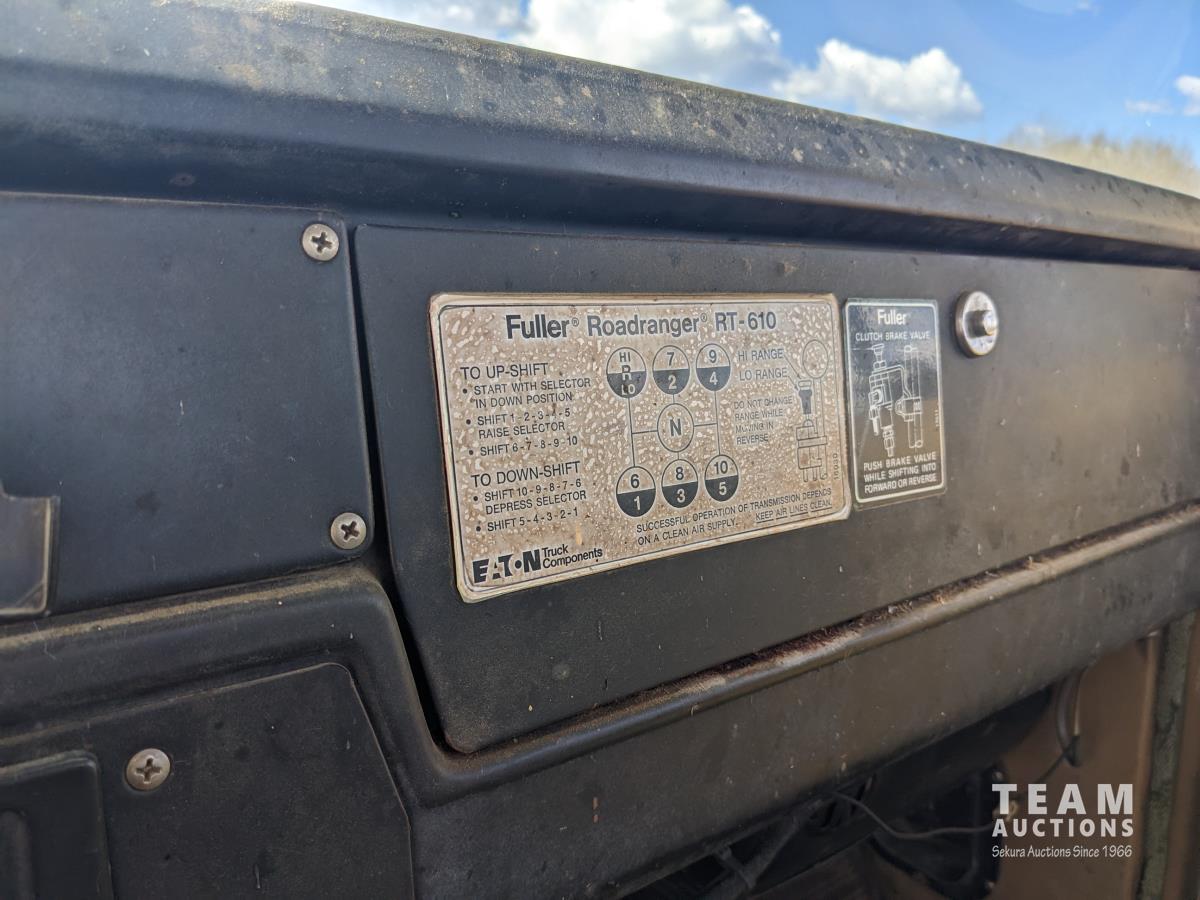 Fuller® Roadranger® RT-610
TO UP-SHIFT
• START WITH SELECTOR
IN DOWN POSITION
• SHIFT 1-2-3-4-5
RAISE SELECTOR
• SHIFT 6-7-8-9-10
TO DOWN-SHIFT
• SHIFT 10-9-8-7-6
DEPRESS SELECTOR
• SHIFT 5-4-3-2-1
HI
R
LO
7
2
9
4
HI RANGE
LO RANGE
N
DO NOT CHANGE
RANGE WHILE
MOVING IN
REVERSE
6
1
8
3
10
5
SUCCESSFUL OPERATION OF TRANSMISSION DEPENDS
ON A CLEAN AIR SUPPLY. KEEP AIR LINES CLEAN.
EATON Truck
Components
Fuller®
CLUTCH BRAKE VALVE
PUSH BRAKE VALVE
WHILE SHIFTING INTO
FORWARD OR REVERSE
TEAM
AUCTIONS
Sekura Auctions Since 1966